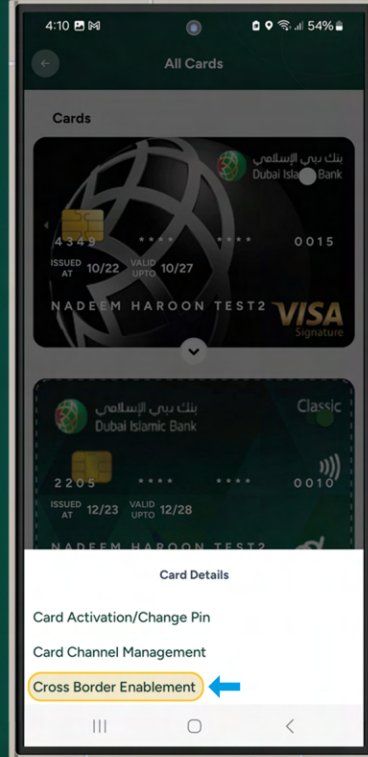 4:10
54%
All Cards
Cards
بنك دبي الإسلامي
Dubai Isla Bank
4349 **** **** 0015
ISSUED AT 10/22 VALID UPTO 10/27
NADEEM HAROON TEST2
VISA
Signature
بنك دبي الإسلامي
Dubai Islamic Bank
Classic
2205 **** **** 0010
ISSUED AT 12/23 VALID UPTO 12/28
NADEEM HAROON TEST2
Card Details
Card Activation/Change Pin
Card Channel Management
Cross Border Enablement